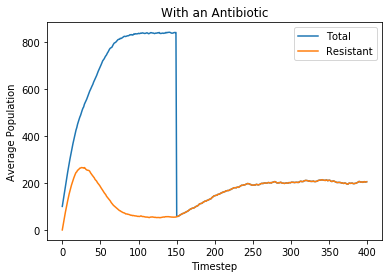 With an Antibiotic
Total
Resistant
800
600
400
200
0
Average Population
0 50 100 150 200 250 300 350 400
Timestep